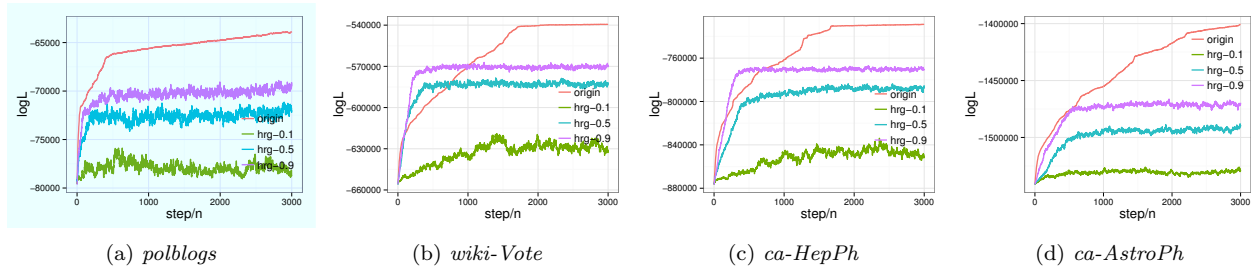 −65000
−70000
−75000
−80000
logL
0
1000
2000
3000
step/n
origin
hrg−0.1
hrg−0.5
hrg−0.9
(a) polblogs
−540000
−570000
−600000
−630000
−660000
logL
0
1000
2000
3000
step/n
origin
hrg−0.1
hrg−0.5
hrg−0.9
(b) wiki-Vote
−760000
−800000
−840000
−880000
logL
0
1000
2000
3000
step/n
origin
hrg−0.1
hrg−0.5
hrg−0.9
(c) ca-HepPh
−1400000
−1450000
−1500000
logL
0
1000
2000
3000
step/n
origin
hrg−0.1
hrg−0.5
hrg−0.9
(d) ca-AstroPh